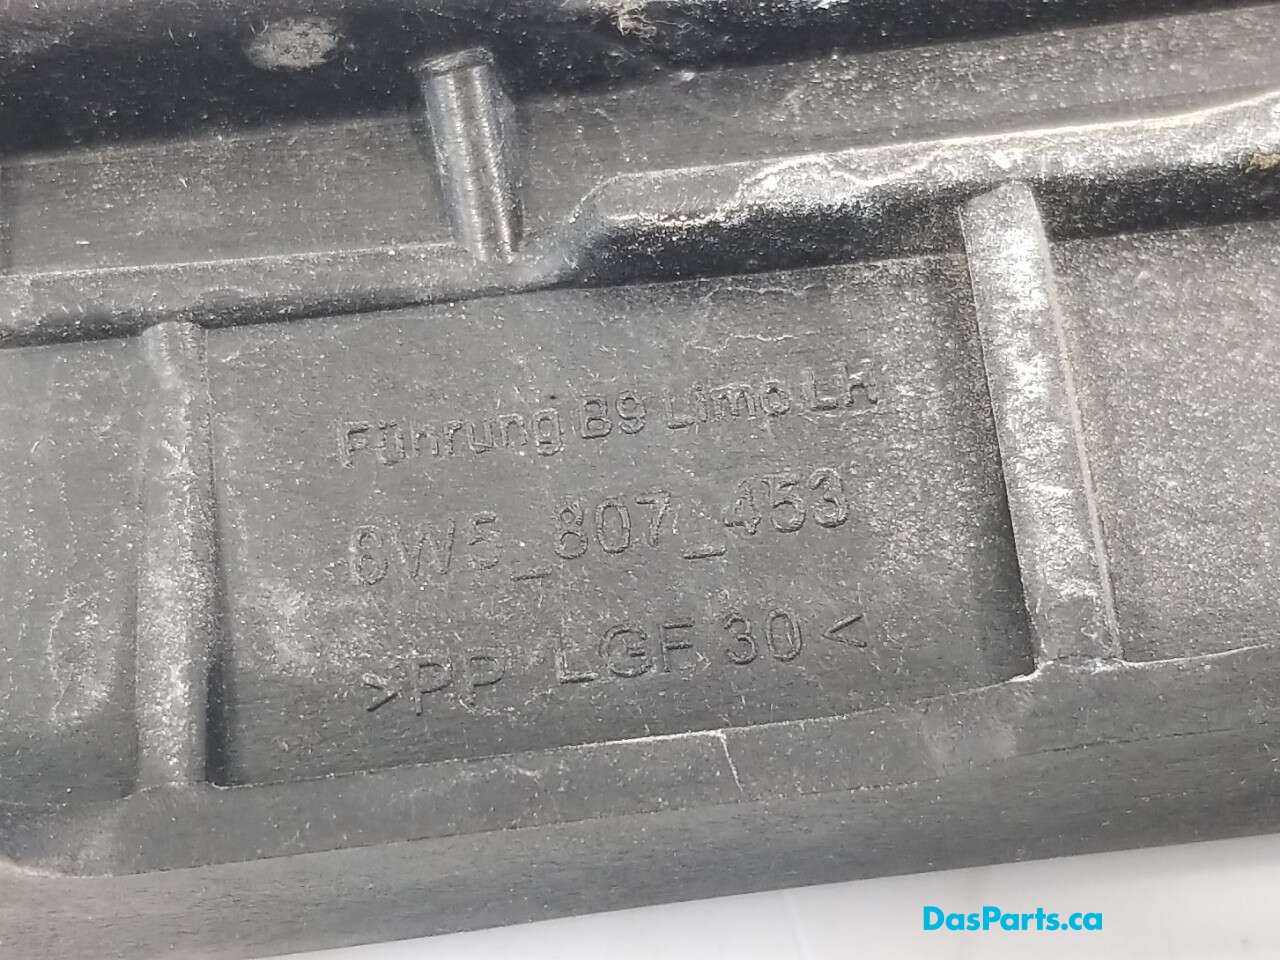 Führung B9 Limo LH
8W5_807_453
>PP LGF 30<
DasParts.ca